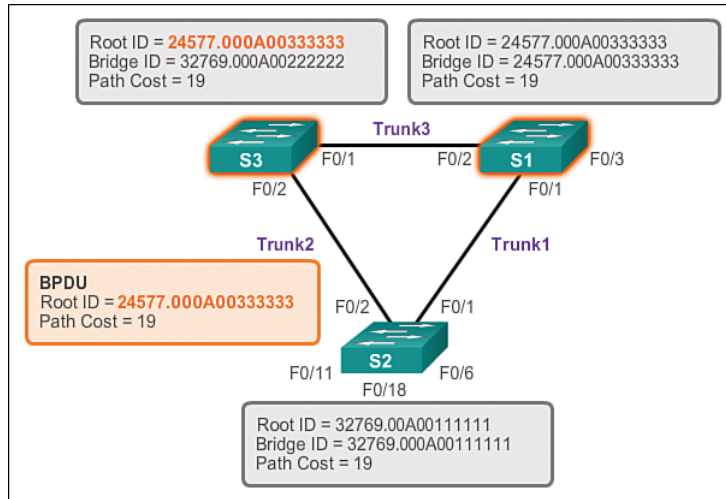 Root ID = 24577.000A00333333
Bridge ID = 32769.000A00222222
Path Cost = 19
Root ID = 24577.000A00333333
Bridge ID = 24577.000A00333333
Path Cost = 19
Trunk3
S3
F0/1
F0/2
S1
F0/3
F0/2
F0/1
Trunk2
Trunk1
BPDU
Root ID = 24577.000A00333333
Path Cost = 19
F0/2
F0/1
S2
F0/11
F0/6
F0/18
Root ID = 32769.00A00111111
Bridge ID = 32769.000A00111111
Path Cost = 19